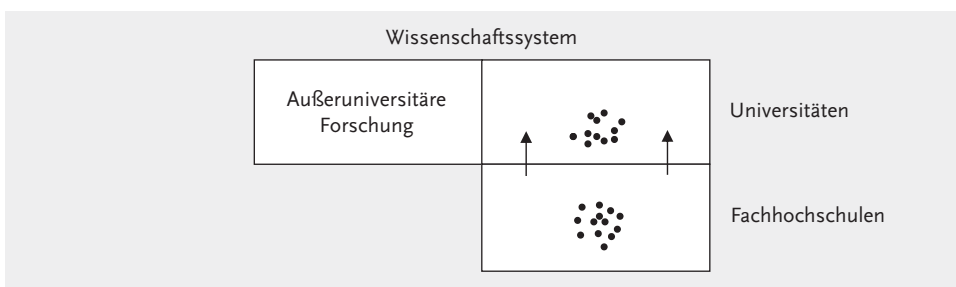 Wissenschaftssystem
Außeruniversitäre
Forschung
Universitäten
Fachhochschulen